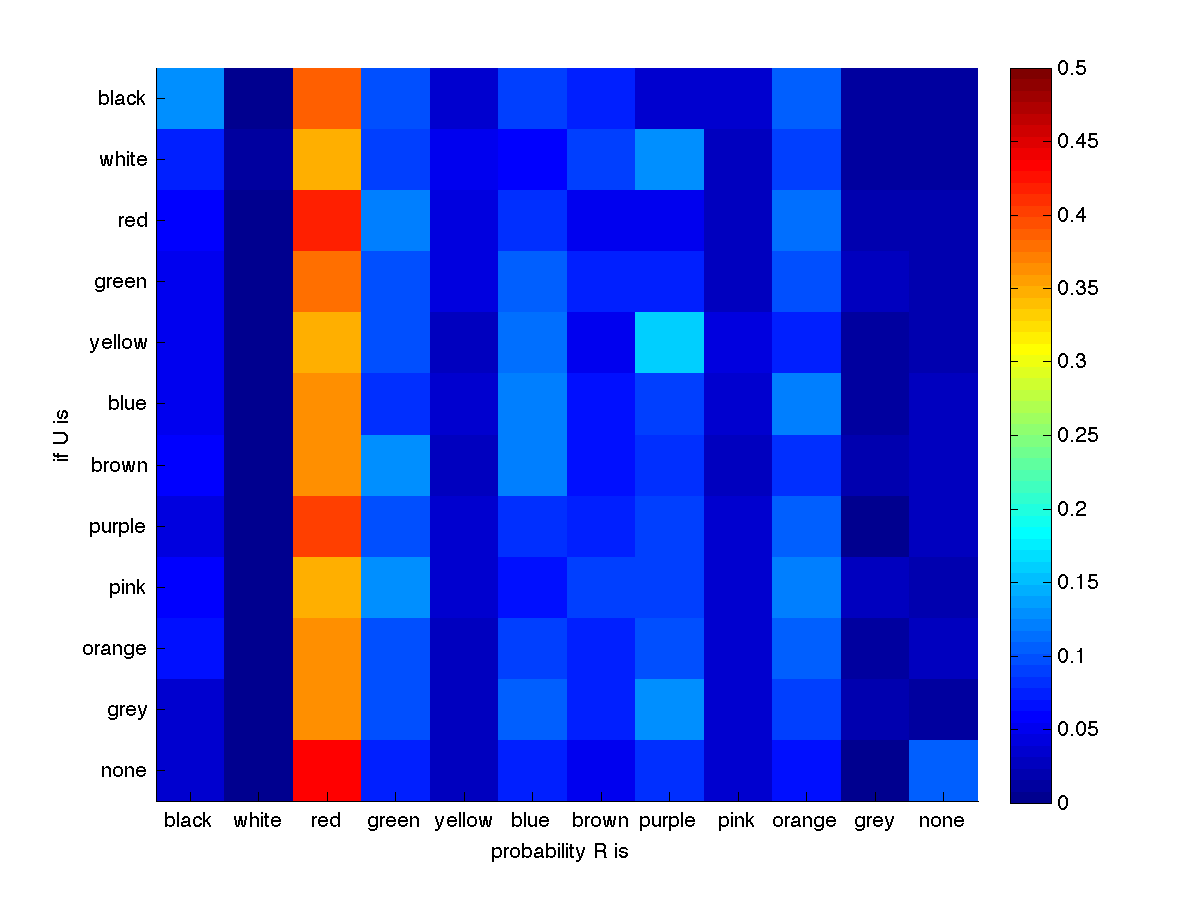 black
white
red
green
yellow
blue
brown
purple
pink
orange
grey
none
if U is
black white red green yellow blue brown purple pink orange grey none
probability R is
0.5
0.45
0.4
0.35
0.3
0.25
0.2
0.15
0.1
0.05
0